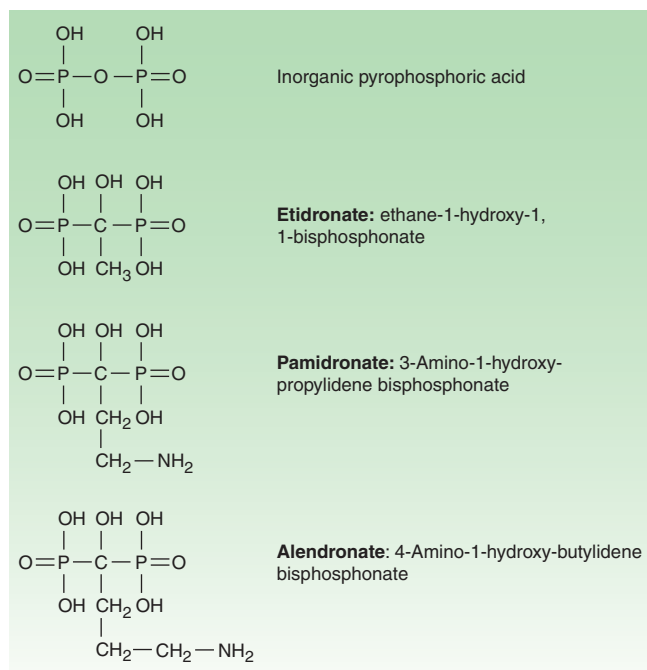 OH OH
O=P—O—P=O
OH OH
Inorganic pyrophosphoric acid
OH OH OH
O=P—C—P=O
OH CH3 OH
Etidronate: ethane-1-hydroxy-1,
1-bisphosphonate
OH OH OH
O=P—C—P=O
OH CH2 OH
CH2—NH2
Pamidronate: 3-Amino-1-hydroxy-
propylidene bisphosphonate
OH OH OH
O=P—C—P=O
OH CH2 OH
CH2—CH2—NH2
Alendronate: 4-Amino-1-hydroxy-butylidene
bisphosphonate